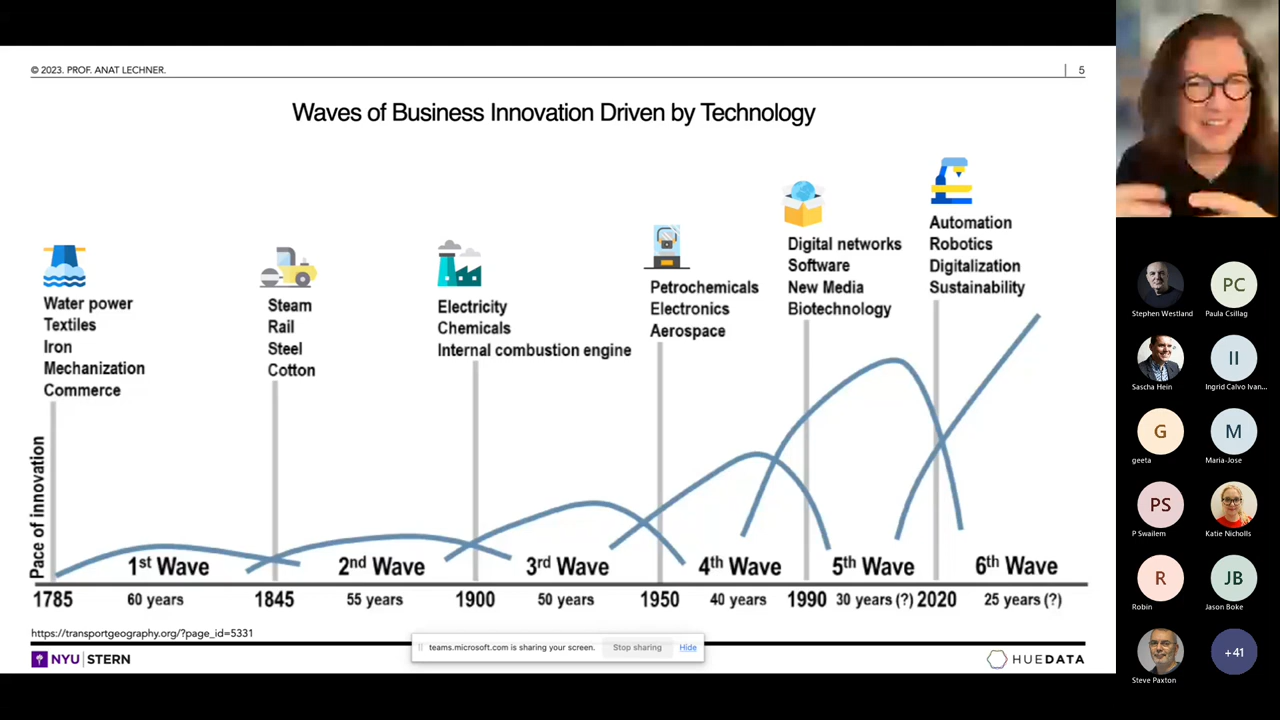 © 2023. PROF. ANAT LECHNER.
5
Waves of Business Innovation Driven by Technology
Water power
Textiles
Iron
Mechanization
Commerce
Steam
Rail
Steel
Cotton
Electricity
Chemicals
Internal combustion engine
Petrochemicals
Electronics
Aerospace
Digital networks
Software
New Media
Biotechnology
Automation
Robotics
Digitalization
Sustainability
Pace of innovation
1st Wave
2nd Wave
3rd Wave
4th Wave
5th Wave
6th Wave
1785
60 years
1845
55 years
1900
50 years
1950
40 years
1990
30 years (?)
2020
25 years (?)
https://transportgeography.org/?page_id=5331
teams.microsoft.com is sharing your screen.
Stop sharing
Hide
NYU STERN
HUEDATA
Stephen Westland
PC
Paula Csillag
Sascha Hein
II
Ingrid Calvo Ivan...
G
geeta
M
Maria-Jose
PS
P Swailem
Katie Nicholls
R
Robin
JB
Jason Boke
Steve Paxton
+41